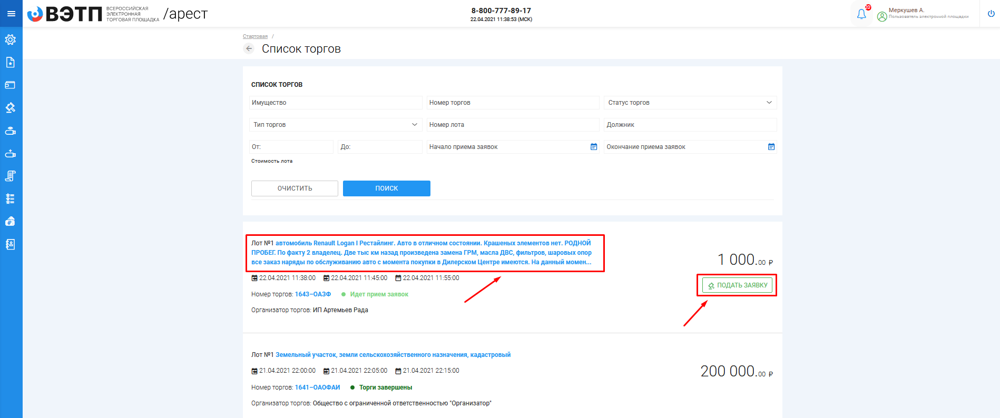 ВЭТП
ВСЕРОССИЙСКАЯ
ЭЛЕКТРОННАЯ
ТОРГОВАЯ ПЛОЩАДКА
/арест
8-800-777-89-17
22.04.2021 11:38:53 (МСК)
20
Меркушев А.
Пользователь электронной площадки
Стартовая /
Список торгов
СПИСОК ТОРГОВ
Имущество
Номер торгов
Статус торгов
Тип торгов
Номер лота
Должник
От:
До:
Начало приема заявок
Окончание приема заявок
Стоимость лота
ОЧИСТИТЬ
ПОИСК
Лот №1 автомобиль Renault Logan I Рестайлинг. Авто в отличном состоянии. Крашеных элементов нет. РОДНОЙ
ПРОБЕГ. По факту 2 владелец. Две тыс км назад произведена замена ГРМ, масла ДВС, фильтров, шаровых опор
все заказ наряды по обслуживанию авто с момента покупки в Дилерском Центре имеются. На данный момен...
1 000.00 ₽
22.04.2021 11:38:00 22.04.2021 11:45:00 22.04.2021 11:55:00
ПОДАТЬ ЗАЯВКУ
Номер торгов: 1643–ОАЗФ Идет прием заявок
Организатор торгов: ИП Артемьев Рада
Лот №1 Земельный участок, земли сельскохозяйственного назначения, кадастровый
200 000.00 ₽
21.04.2021 22:00:00 21.04.2021 22:05:00 21.04.2021 22:15:00
Номер торгов: 1641–ОАОФАИ Торги завершены
Организатор торгов: Общество с ограниченной ответственностью "Организатор"